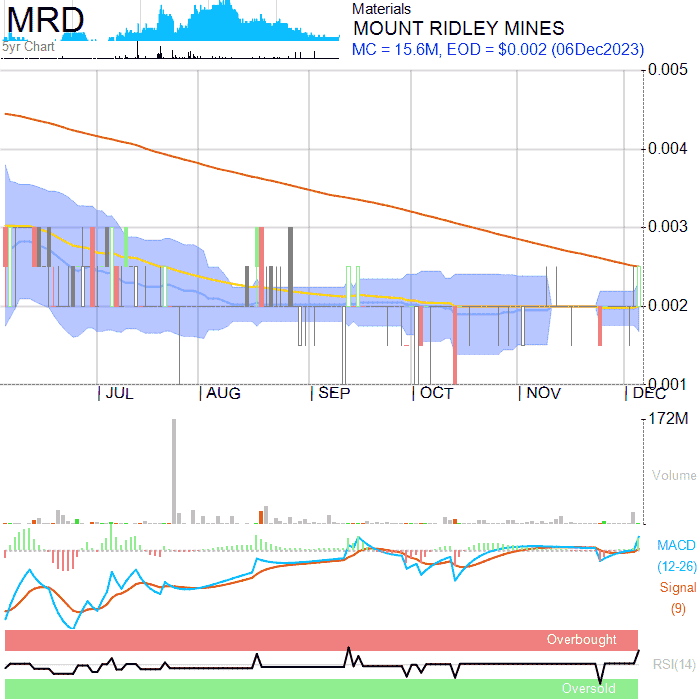 MRD
5yr Chart
Materials
MOUNT RIDLEY MINES
MC = 15.6M, EOD = $0.002 (06Dec2023)
0.005
0.004
0.003
0.002
0.001
JUL AUG SEP OCT NOV DEC
172M
Volume
MACD
(12-26)
Signal
(9)
Overbought
RSI(14)
Oversold